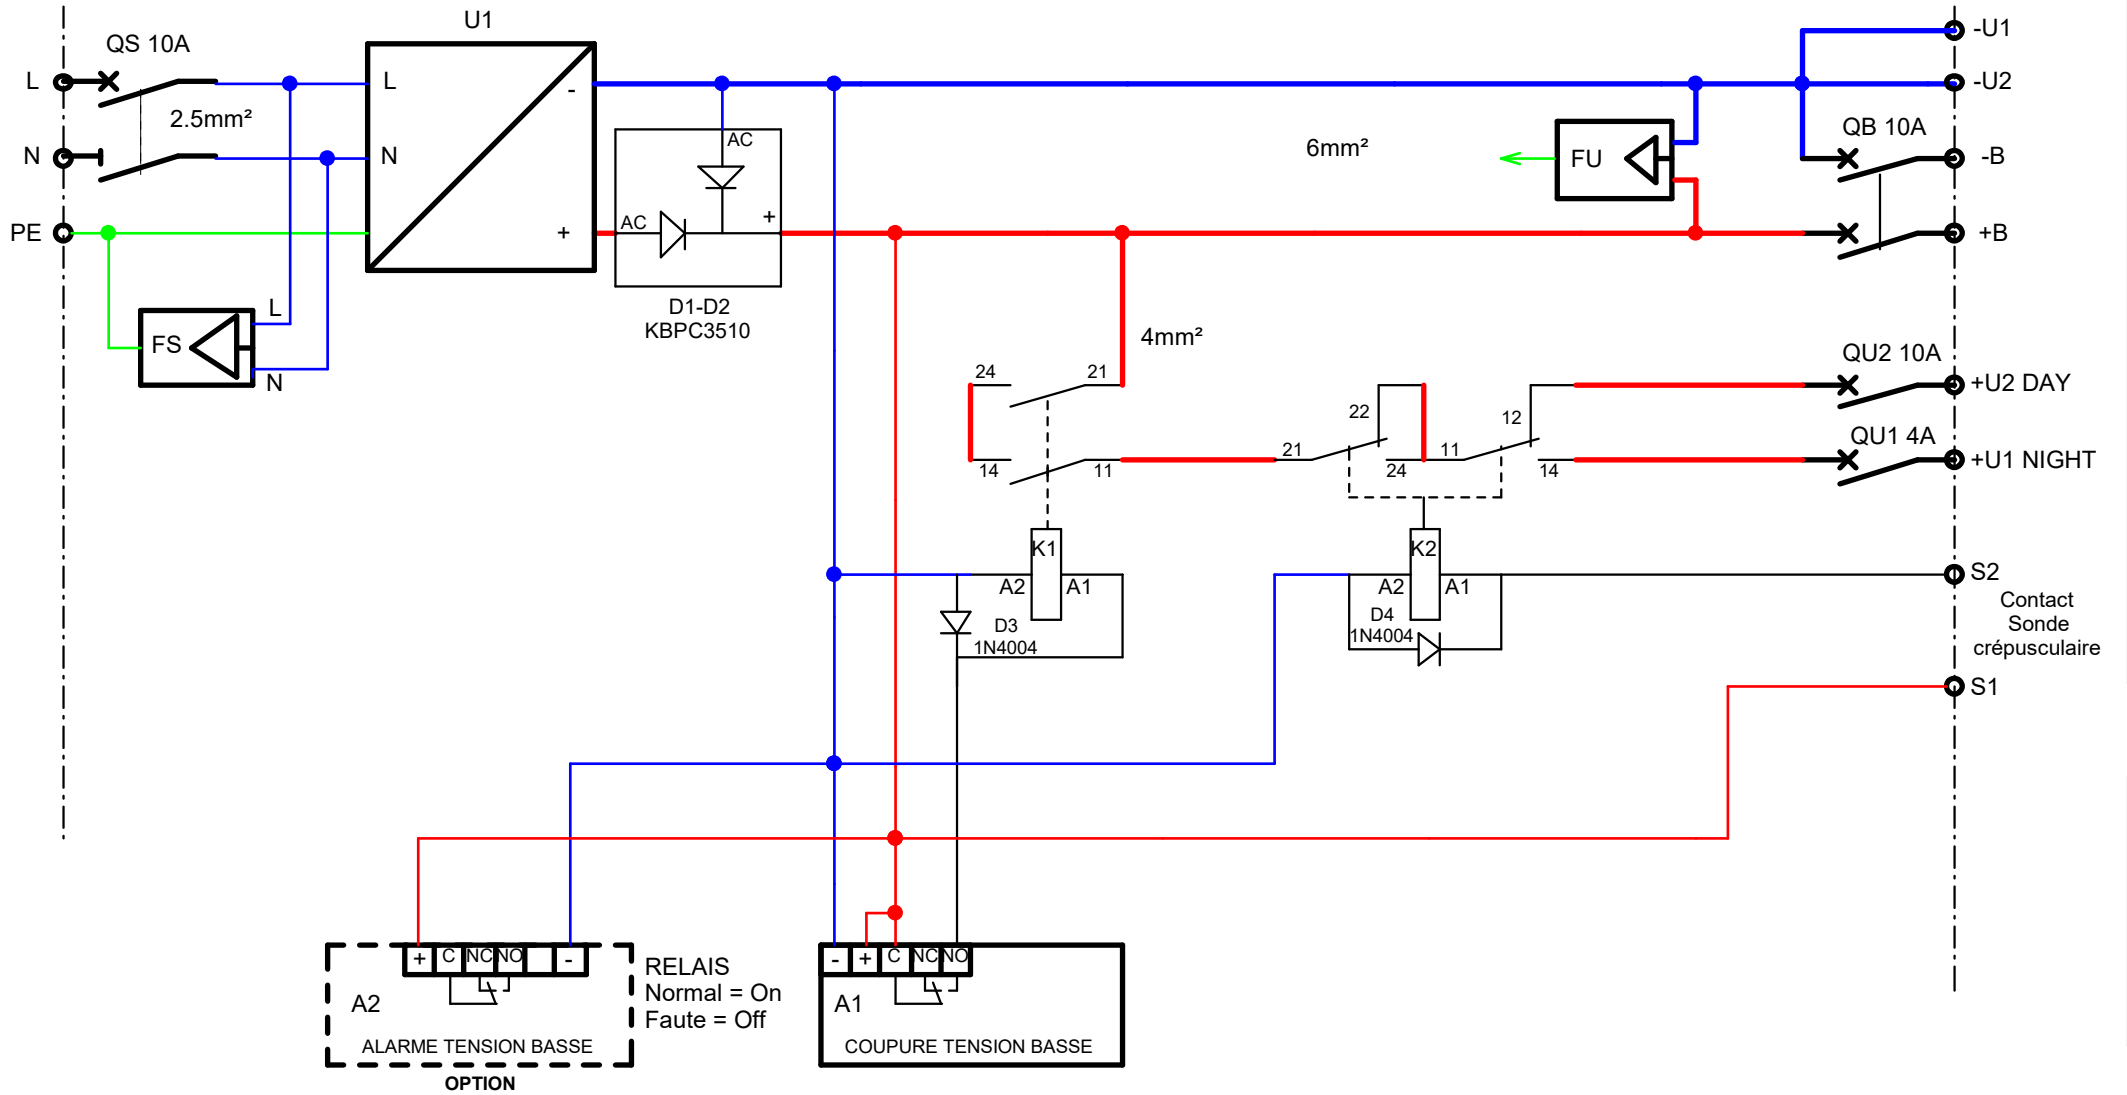 U1
QS 10A
L
2.5mm²
N
PE
L
N
-
+
FS
L
N
AC
AC
+
D1-D2
KBPC3510
6mm²
FU
-U1
-U2
QB 10A
-B
+B
4mm²
24
21
14
11
22
21
24
11
12
14
QU2 10A
+U2 DAY
QU1 4A
+U1 NIGHT
K1
A2
A1
D3
1N4004
K2
A2
A1
D4
1N4004
S2
Contact
Sonde
crépusculaire
S1
+ C NC NO -
A2
ALARME TENSION BASSE
OPTION
RELAIS
Normal = On
Faute = Off
- + C NC NO
A1
COUPURE TENSION BASSE